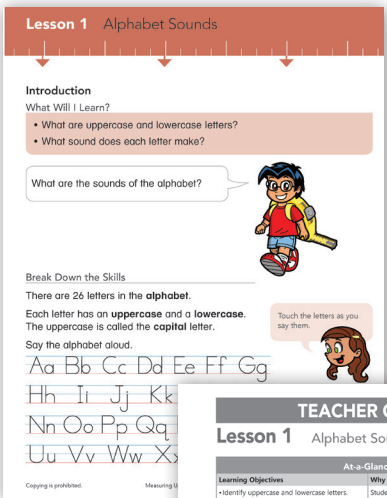 Lesson 1 Alphabet Sounds
Introduction
What Will I Learn?
• What are uppercase and lowercase letters?
• What sound does each letter make?
What are the sounds of the alphabet?
Break Down the Skills
There are 26 letters in the alphabet.
Each letter has an uppercase and a lowercase.
The uppercase is called the capital letter.
Say the alphabet aloud.
Touch the letters as you
say them.
Aa Bb Cc Dd Ee Ff Gg
Hh Ii Jj Kk
Nn Oo Pp Qq
Uu Vv Ww Xx
Copying is prohibited.
Measuring
TEACHER
Lesson 1 Alphabet
At-a-Glance
Learning Objectives
Why
• Identify uppercase and lowercase letters.